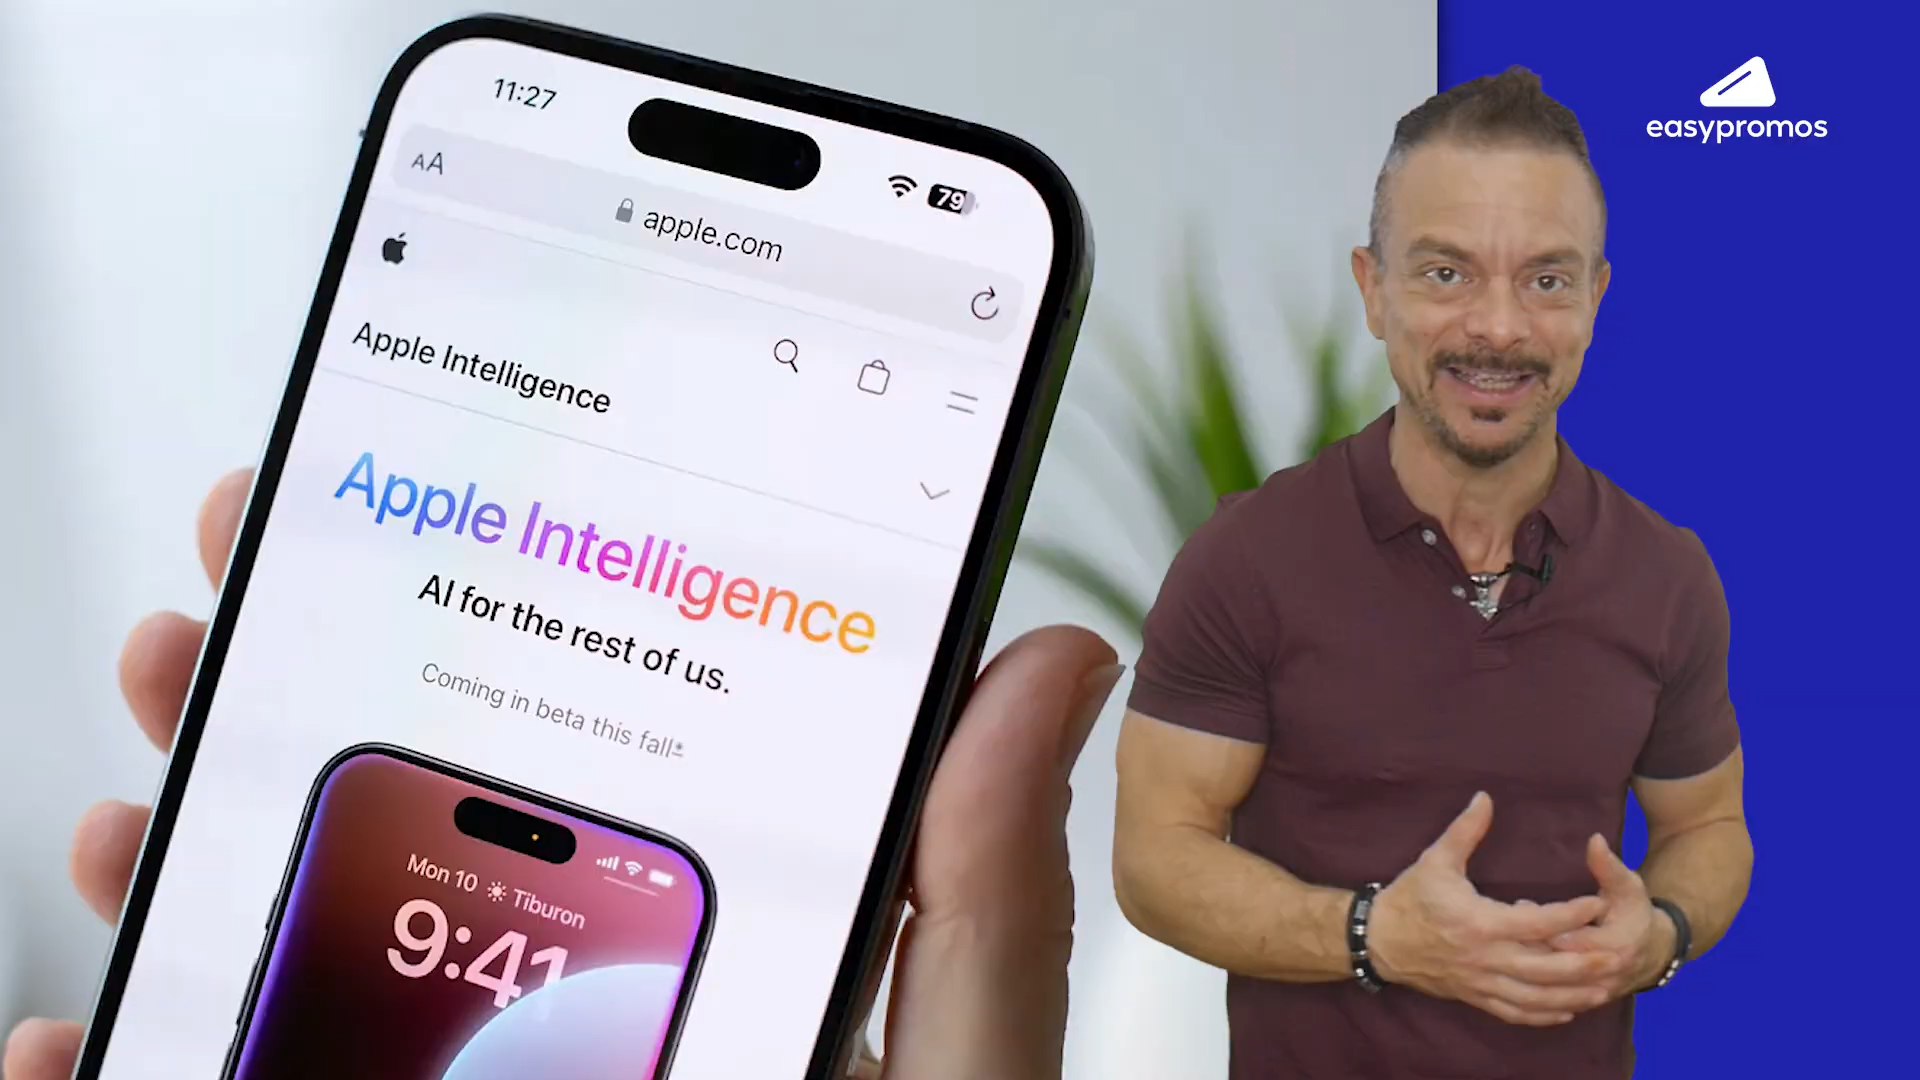 11:27
79
AA
apple.com
Apple Intelligence
Apple Intelligence
AI for the rest of us.
Coming in beta this fall*
Mon 10 Tiburon
9:41
easypromos